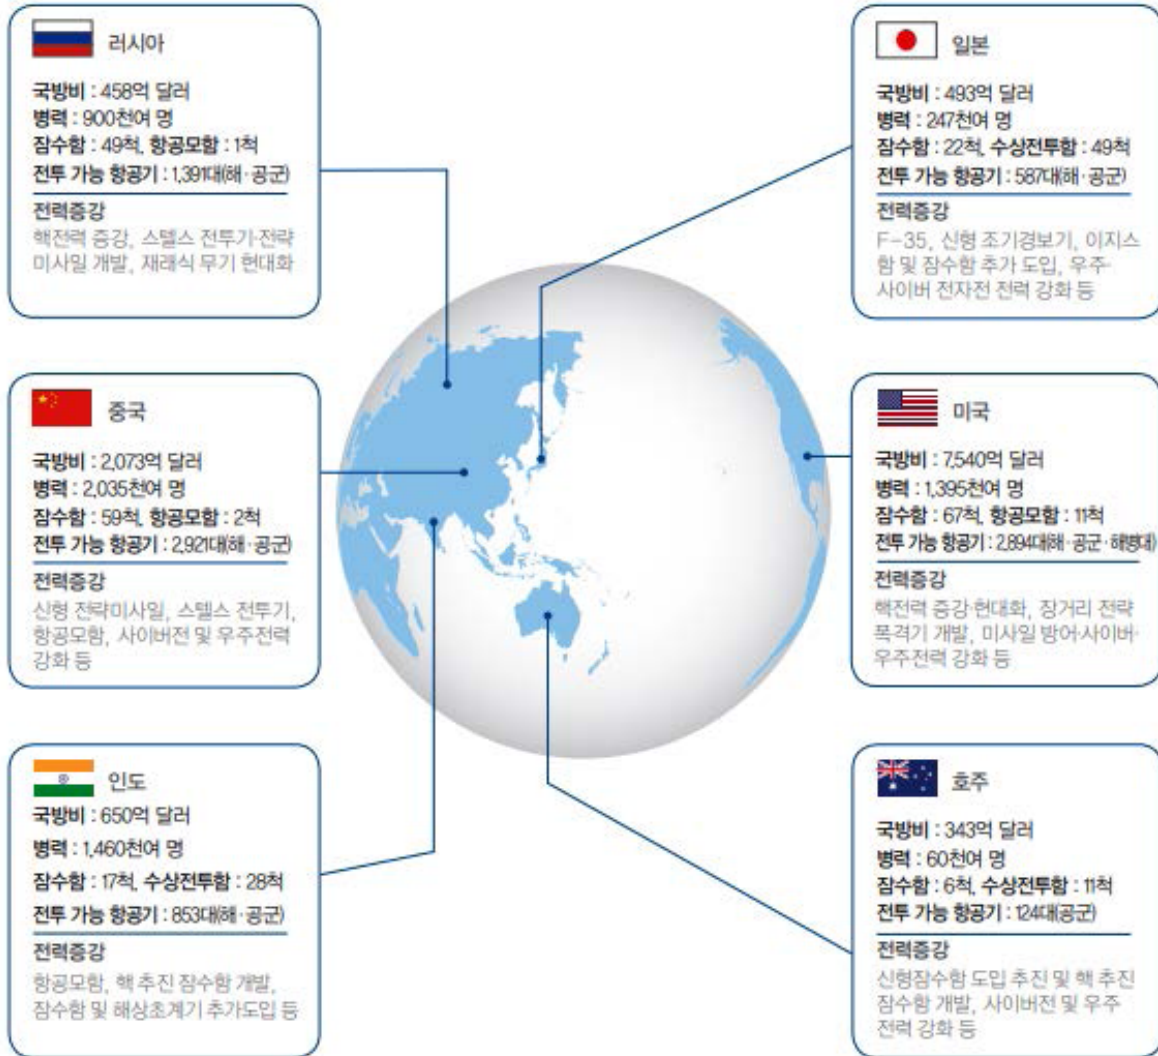 러시아
국방비 : 458억 달러
병력 : 900천여 명
잠수함 : 49척, 항공모함 : 1척
전투 가능 항공기 : 1,391대(해·공군)
전력증강
핵전력 증강, 스텔스 전투기·전략
미사일 개발, 재래식 무기 현대화
일본
국방비 : 493억 달러
병력 : 247천여 명
잠수함 : 22척, 수상전투함 : 49척
전투 가능 항공기 : 587대(해·공군)
전력증강
F-35, 신형 조기경보기, 이지스
함 및 잠수함 추가 도입, 우주·
사이버 전자전 전력 강화 등
중국
국방비 : 2,073억 달러
병력 : 2,035천여 명
잠수함 : 59척, 항공모함 : 2척
전투 가능 항공기 : 2,921대(해·공군)
전력증강
신형 전략미사일, 스텔스 전투기,
항공모함, 사이버전 및 우주전력
강화 등
미국
국방비 : 7,540억 달러
병력 : 1,395천여 명
잠수함 : 67척, 항공모함 : 11척
전투 가능 항공기 : 2,894대(해·공군·해병대)
전력증강
핵전력 증강·현대화, 장거리 전략
폭격기 개발, 미사일 방어·사이버·
우주전력 강화 등
인도
국방비 : 650억 달러
병력 : 1,460천여 명
잠수함 : 17척, 수상전투함 : 28척
전투 가능 항공기 : 853대(해·공군)
전력증강
항공모함, 핵 추진 잠수함 개발,
잠수함 및 해상초계기 추가도입 등
호주
국방비 : 343억 달러
병력 : 60천여 명
잠수함 : 6척, 수상전투함 : 11척
전투 가능 항공기 : 124대(공군)
전력증강
신형잠수함 도입 추진 및 핵 추진
잠수함 개발, 사이버전 및 우주
전력 강화 등